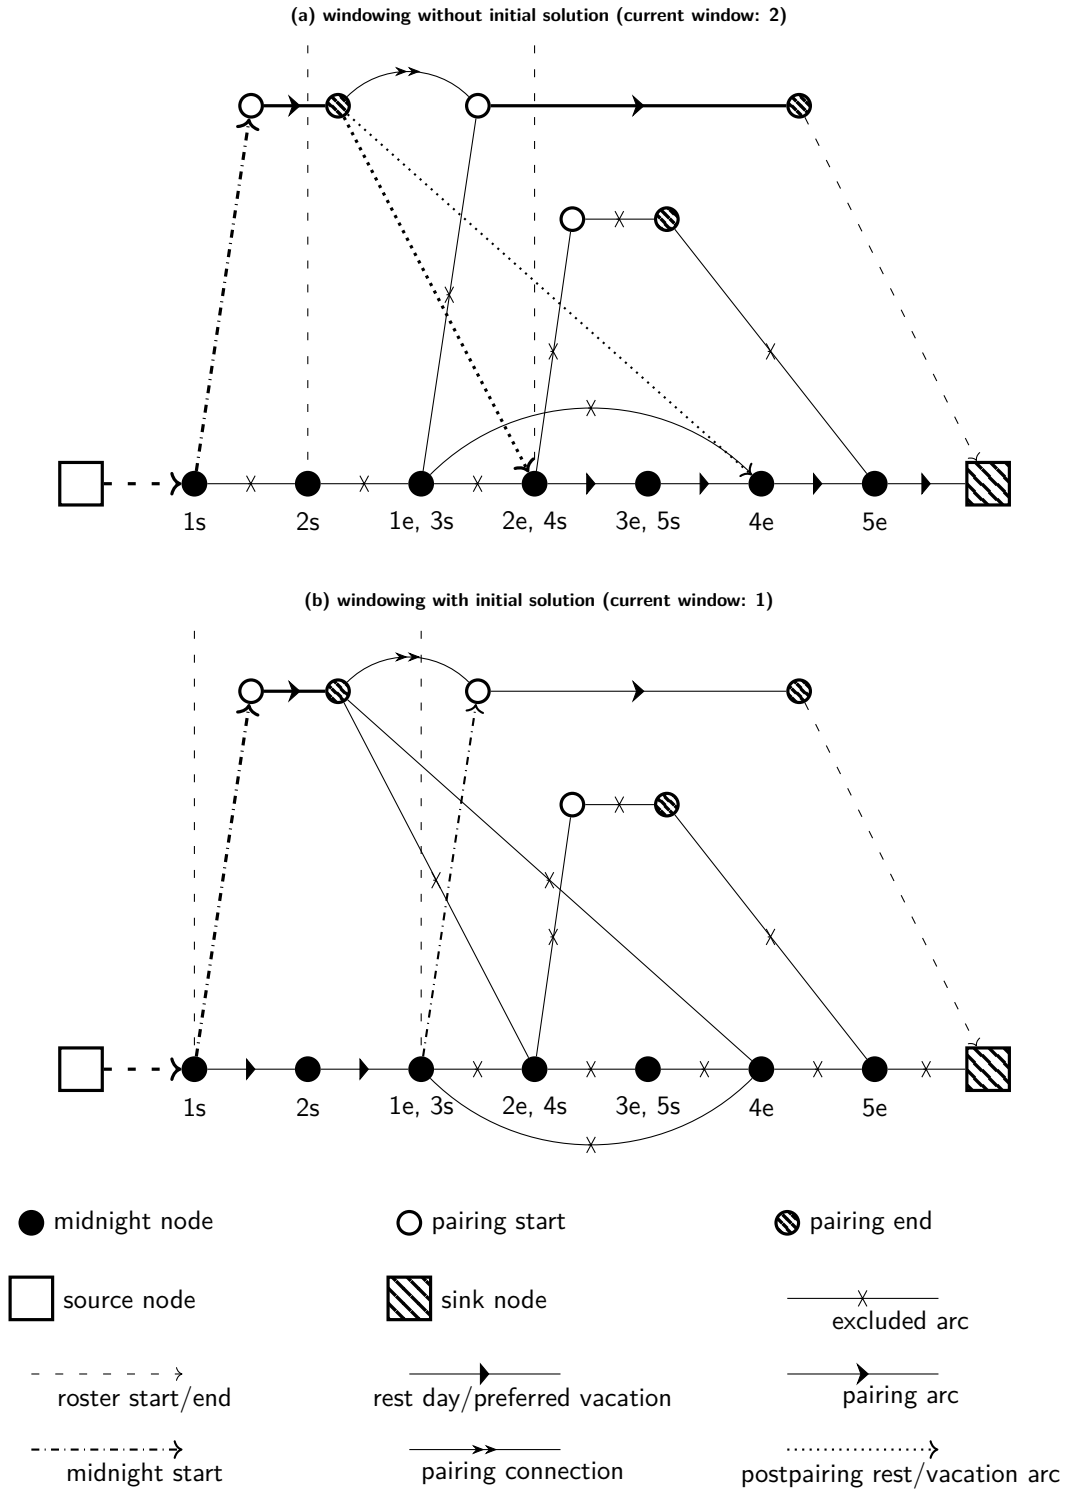 (a) windowing without initial solution (current window: 2)
1s 2s 1e, 3s 2e, 4s 3e, 5s 4e 5e
(b) windowing with initial solution (current window: 1)
1s 2s 1e, 3s 2e, 4s 3e, 5s 4e 5e
midnight node pairing start pairing end
source node sink node excluded arc
roster start/end rest day/preferred vacation pairing arc
midnight start pairing connection postpairing rest/vacation arc